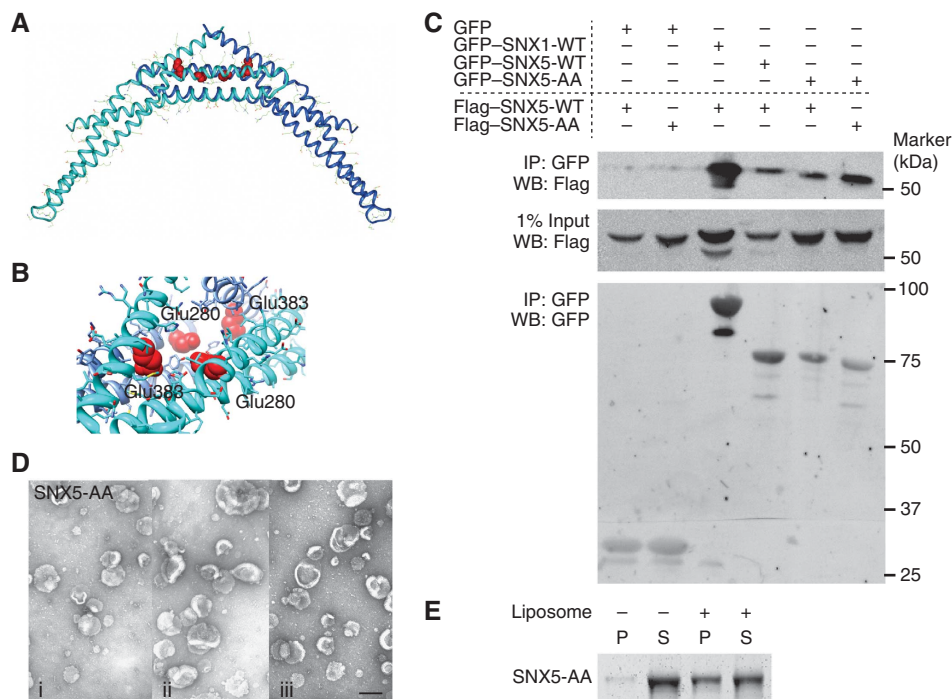 A
B
Glu280
Glu383
Glu383
Glu280
C
GFP + + – – – –
GFP–SNX1-WT – – + – – –
GFP–SNX5-WT – – – + – –
GFP–SNX5-AA – – – – + +
Flag–SNX5-WT + – + + + –
Flag–SNX5-AA – + – – – +
Marker
(kDa)
IP: GFP
WB: Flag
50
1% Input
WB: Flag
50
IP: GFP
WB: GFP
100
75
50
37
25
D
SNX5-AA
i
ii
iii
E
Liposome – – + +
P S P S
SNX5-AA